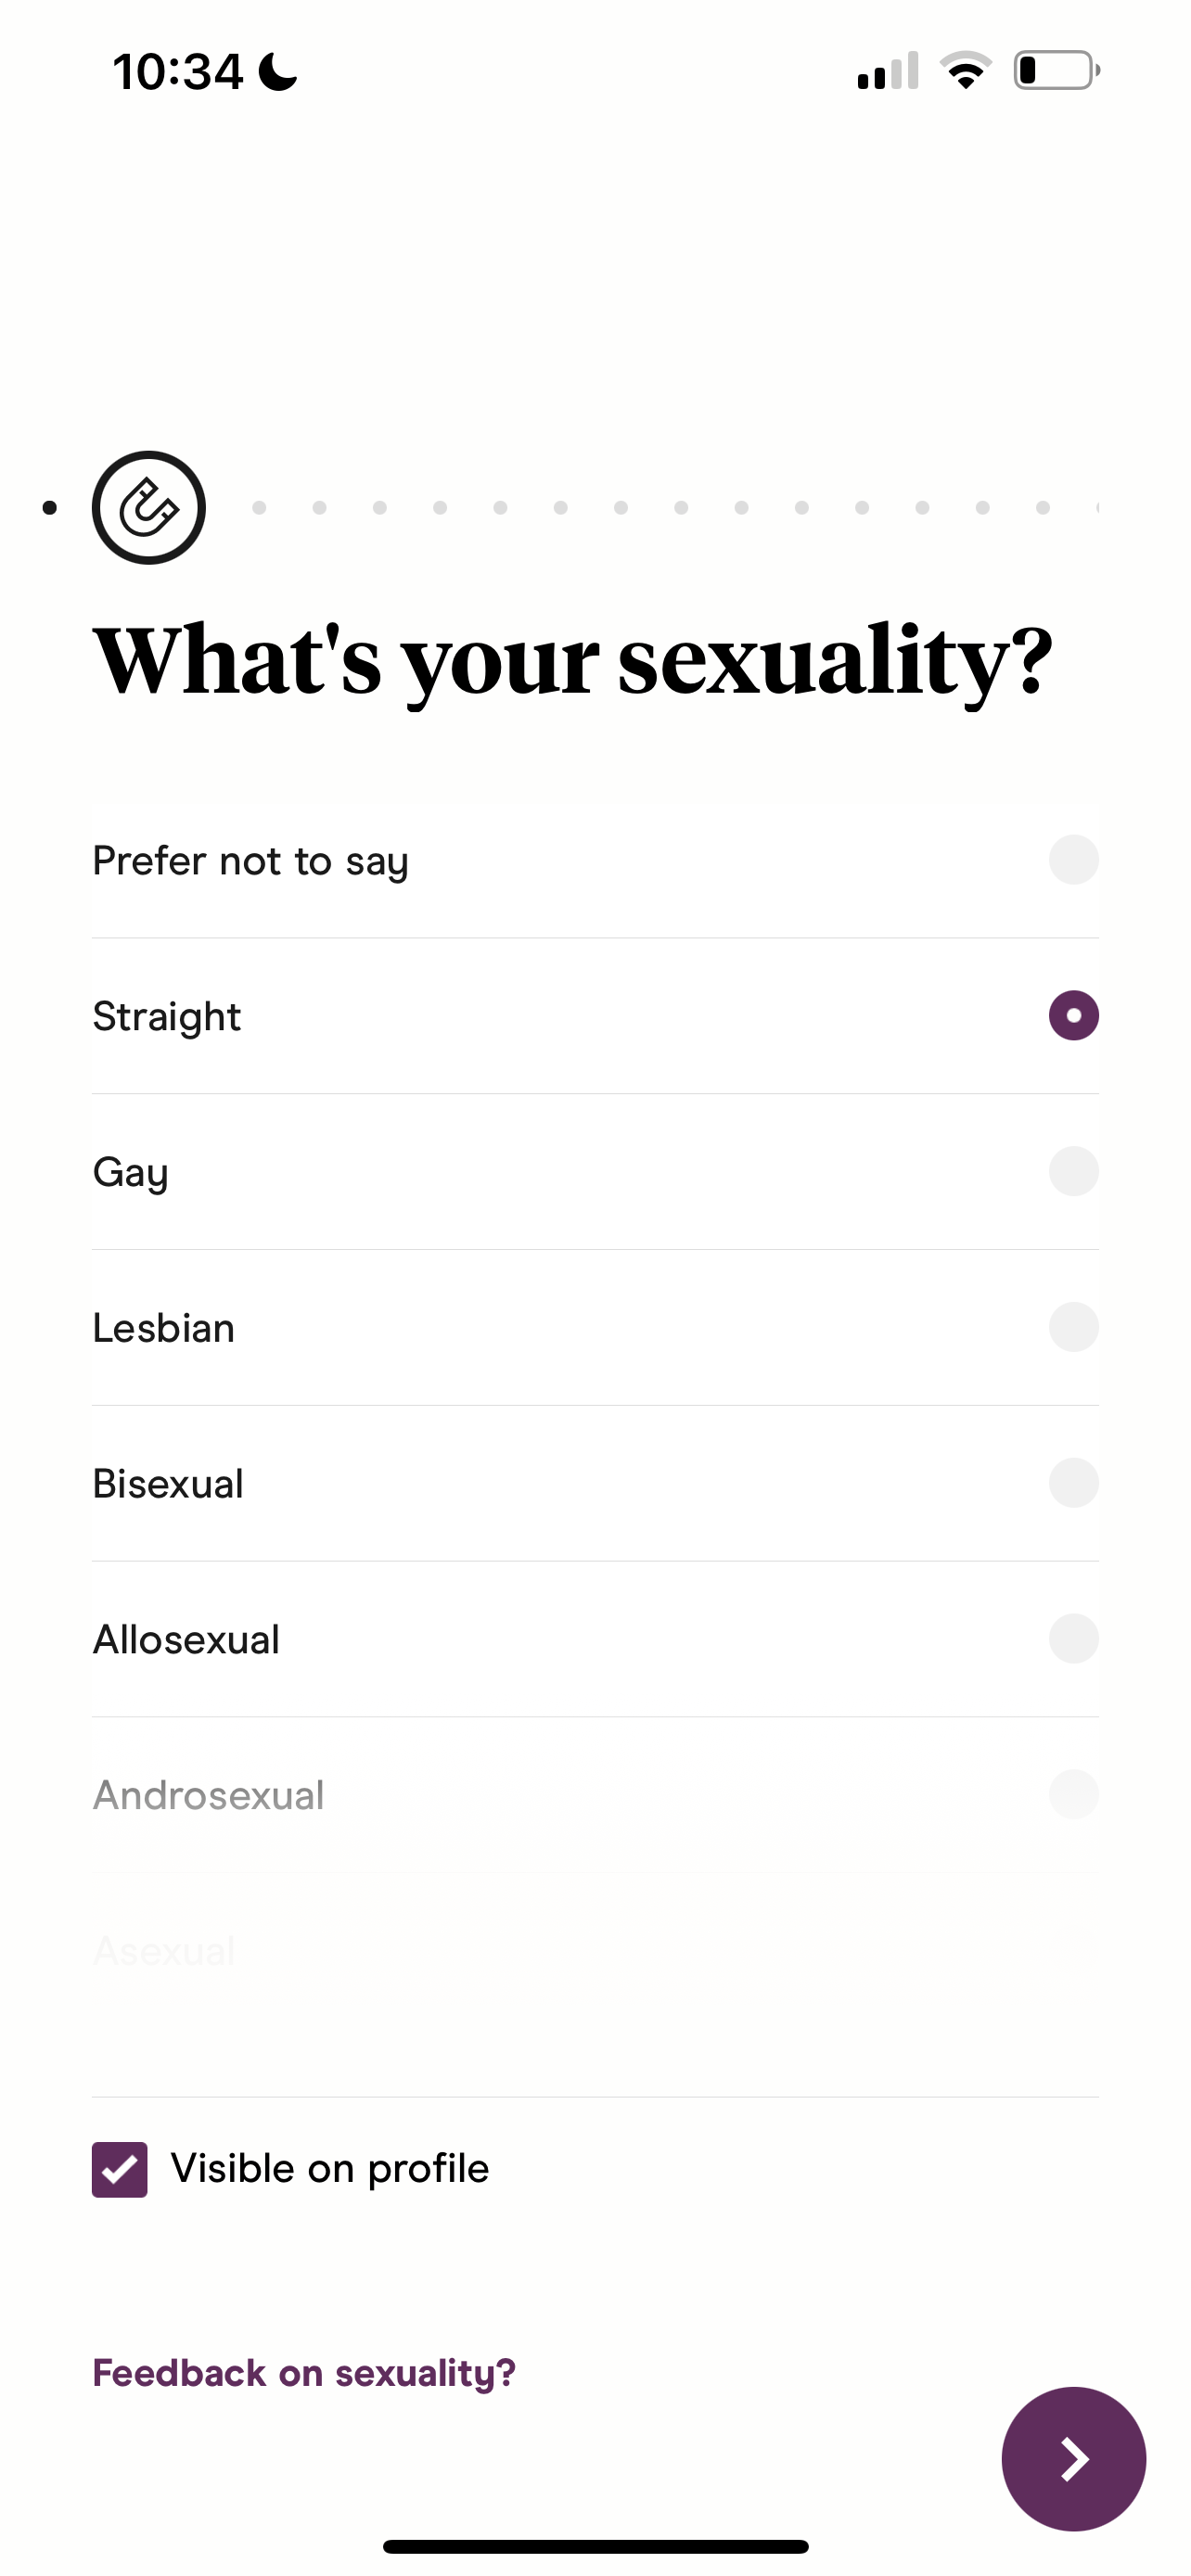 10:34
What's your sexuality?
Prefer not to say
Straight
Gay
Lesbian
Bisexual
Allosexual
Androsexual
Asexual
Visible on profile
Feedback on sexuality?